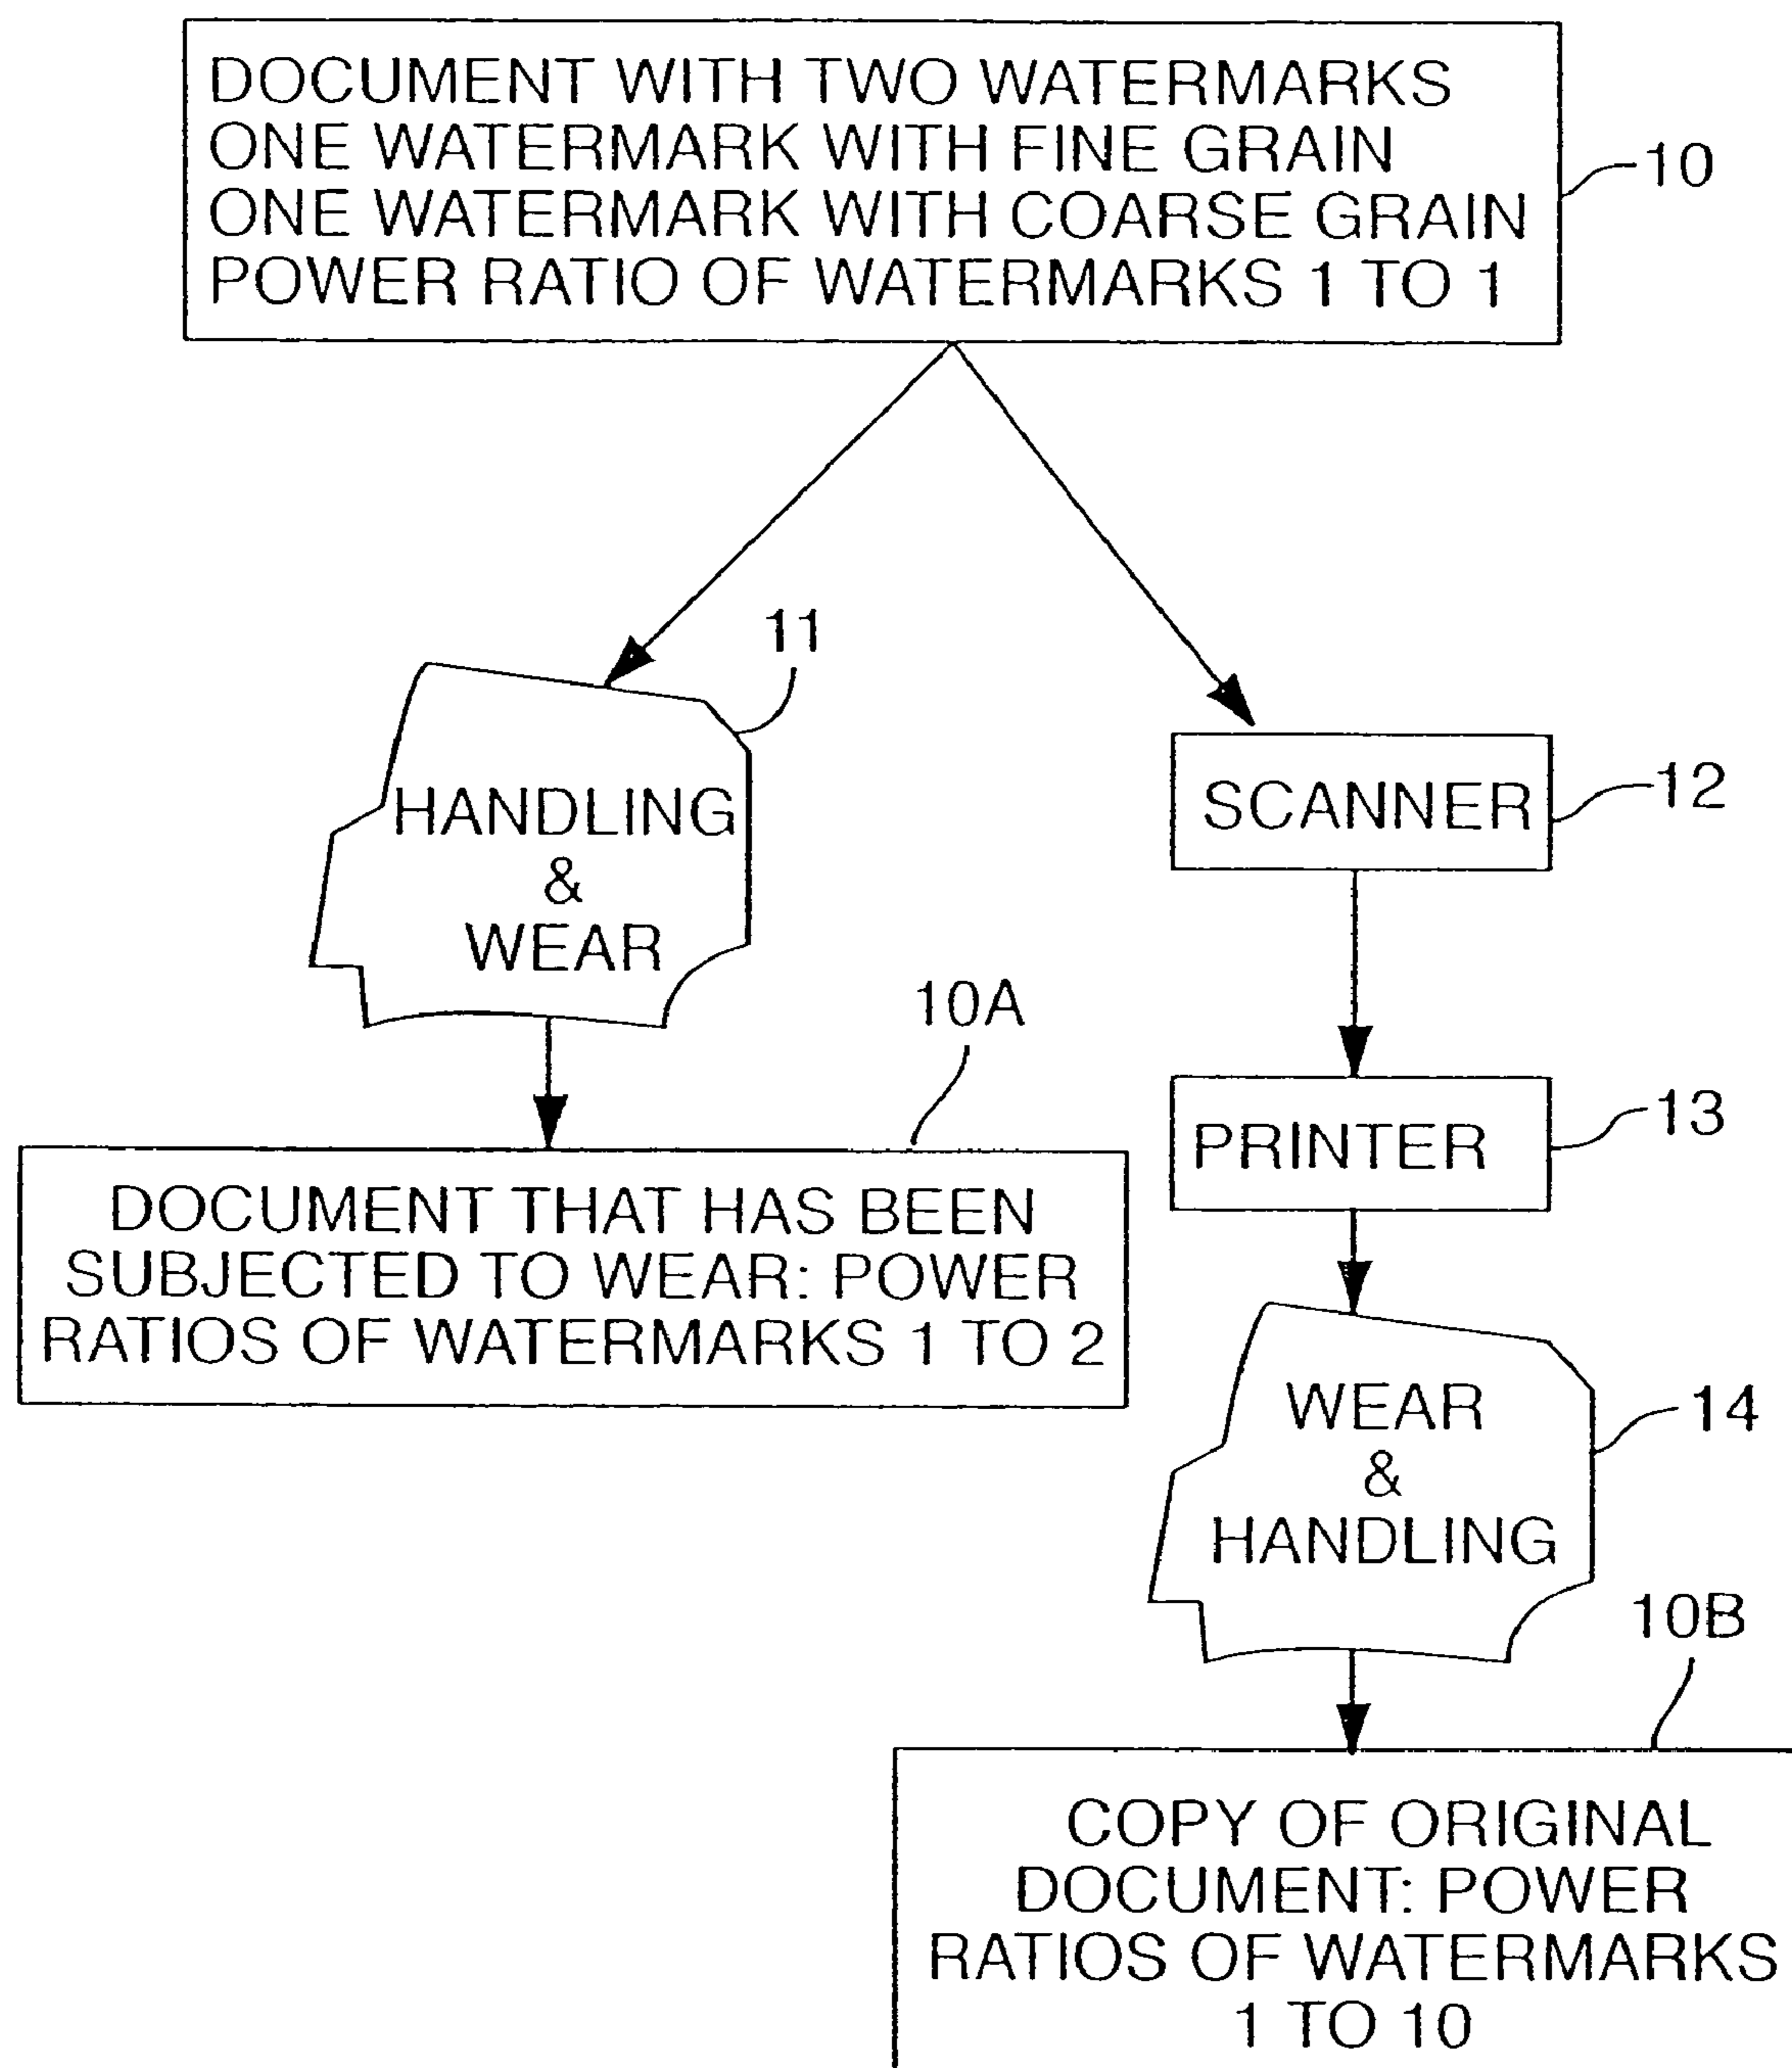 DOCUMENT WITH TWO WATERMARKS
ONE WATERMARK WITH FINE GRAIN
ONE WATERMARK WITH COARSE GRAIN
POWER RATIO OF WATERMARKS 1 TO 1
10
11
HANDLING
&
WEAR
12
SCANNER
10A
DOCUMENT THAT HAS BEEN
SUBJECTED TO WEAR: POWER
RATIOS OF WATERMARKS 1 TO 2
13
PRINTER
WEAR
&
HANDLING
14
10B
COPY OF ORIGINAL
DOCUMENT: POWER
RATIOS OF WATERMARKS
1 TO 10